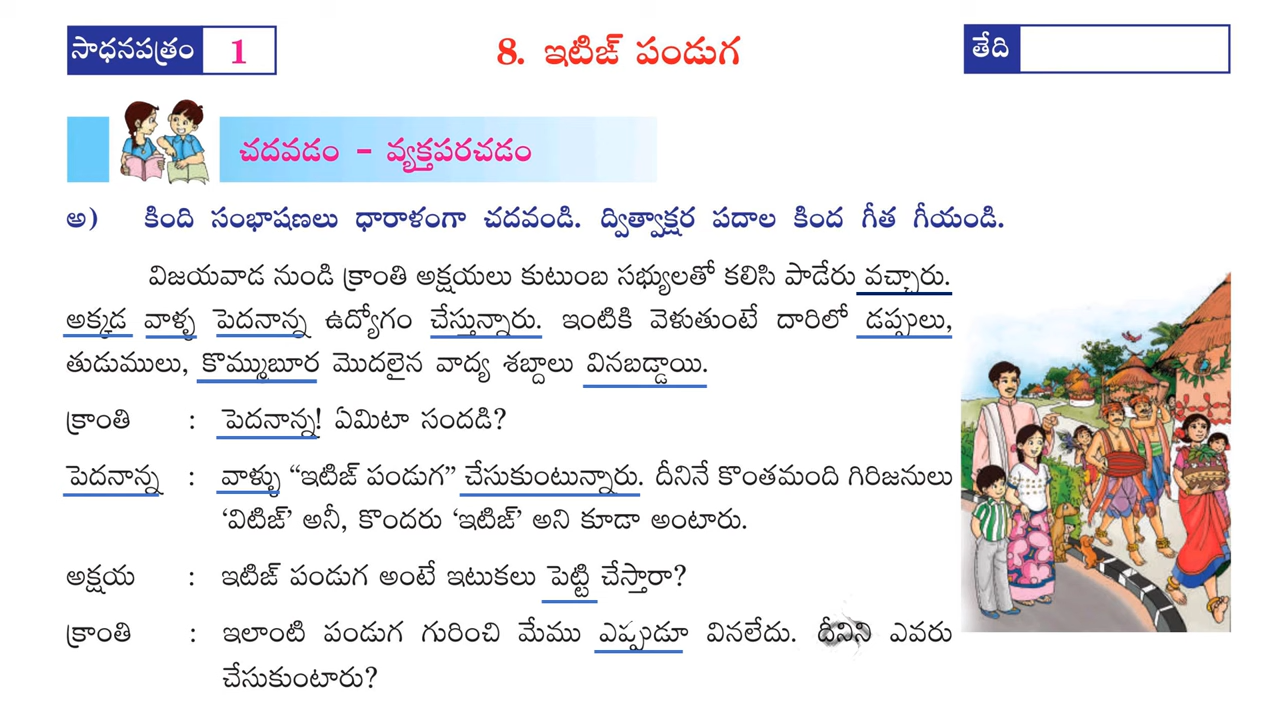 సాధనపత్రం 1
8. ఇటిజ్ పండుగ
తేది
చదవడం - వ్యక్తపరచడం
అ) కింది సంభాషణలు ధారాళంగా చదవండి. ద్విత్వాక్షర పదాల కింద గీత గీయండి.
విజయవాడ నుండి క్రాంతి అక్షయలు కుటుంబ సభ్యులతో కలిసి పాడేరు వచ్చారు.
అక్కడ వాళ్ళ పెదనాన్న ఉద్యోగం చేస్తున్నారు. ఇంటికి వెళుతుంటే దారిలో డప్పులు,
తుడుములు, కొమ్ముబూర మొదలైన వాద్య శబ్దాలు వినబడ్డాయి.
క్రాంతి : పెదనాన్న! ఏమిటా సందడి?
పెదనాన్న : వాళ్ళు “ఇటిజ్ పండుగ” చేసుకుంటున్నారు. దీనినే కొంతమంది గిరిజనులు
‘విటిజ్’ అనీ, కొందరు ‘ఇటిజ్’ అని కూడా అంటారు.
అక్షయ : ఇటిజ్ పండుగ అంటే ఇటుకలు పెట్టి చేస్తారా?
క్రాంతి : ఇలాంటి పండుగ గురించి మేము ఎప్పుడూ వినలేదు. దీనిని ఎవరు
చేసుకుంటారు?